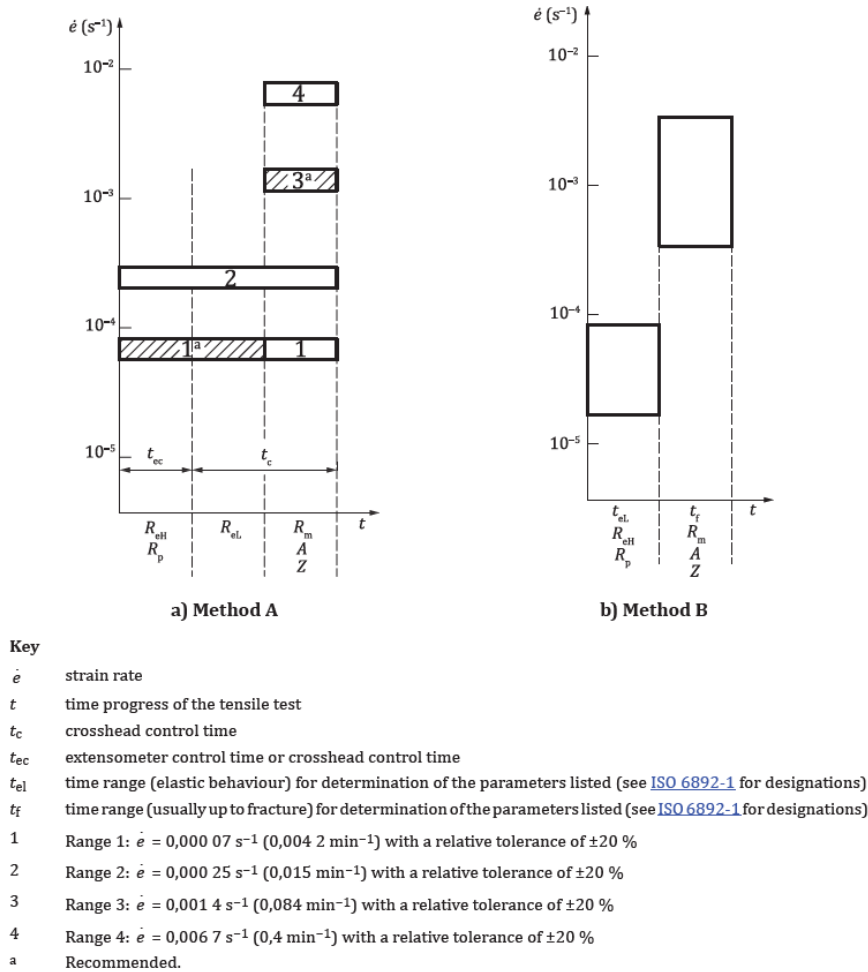 ė (s⁻¹)
10⁻²
4
3ᵃ
10⁻³
2
10⁻⁴
1ᵃ
1
10⁻⁵
t_ec
t_c
R_eH
R_eL
R_m
t
R_p
A
Z
a) Method A
ė (s⁻¹)
10⁻²
10⁻³
10⁻⁴
10⁻⁵
t_eL
t_f
t
R_eH
R_m
R_p
A
Z
b) Method B
Key
ė strain rate
t time progress of the tensile test
t_c crosshead control time
t_ec extensometer control time or crosshead control time
t_el time range (elastic behaviour) for determination of the parameters listed (see ISO 6892-1 for designations)
t_f time range (usually up to fracture) for determination of the parameters listed (see ISO 6892-1 for designations)
1 Range 1: ė = 0,000 07 s⁻¹ (0,004 2 min⁻¹) with a relative tolerance of ±20 %
2 Range 2: ė = 0,000 25 s⁻¹ (0,015 min⁻¹) with a relative tolerance of ±20 %
3 Range 3: ė = 0,001 4 s⁻¹ (0,084 min⁻¹) with a relative tolerance of ±20 %
4 Range 4: ė = 0,006 7 s⁻¹ (0,4 min⁻¹) with a relative tolerance of ±20 %
a Recommended.